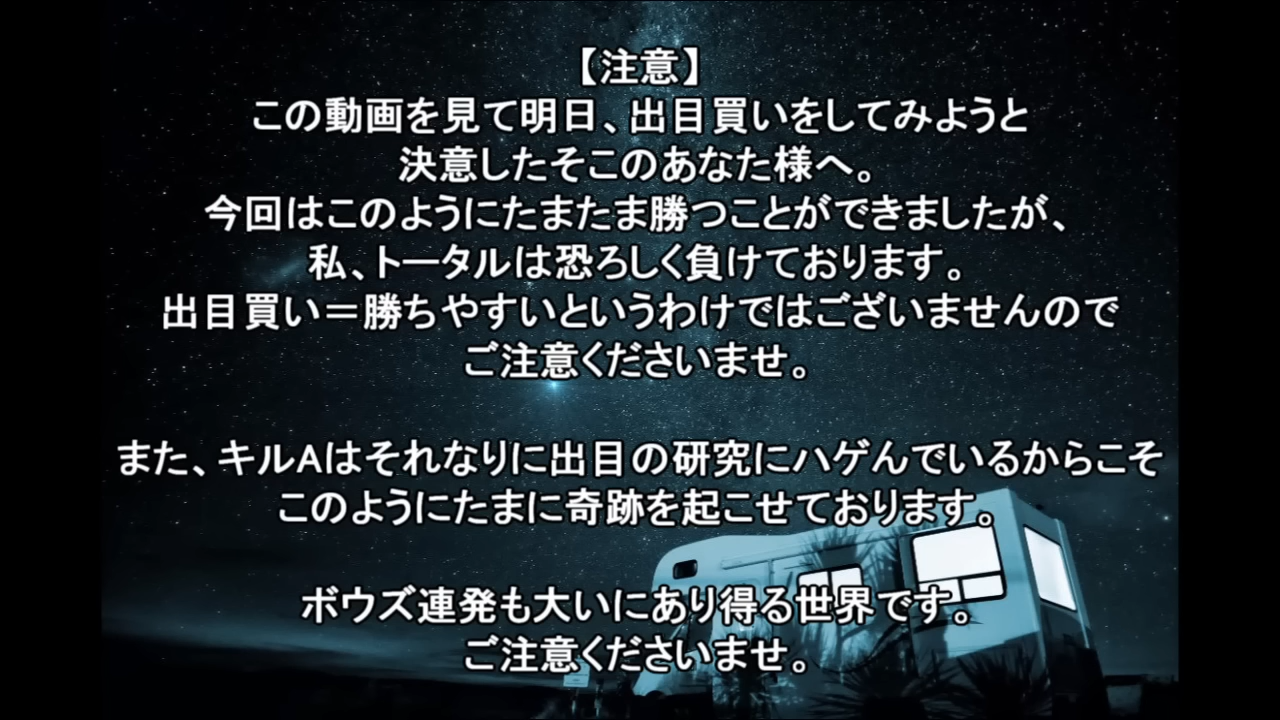 【注意】
この動画を見て明日、出目買いをしてみようと
決意したそこのあなた様へ。
今回はこのようにたまたま勝つことができましたが、
私、トータルは恐ろしく負けております。
出目買い＝勝ちやすいというわけではございませんので
ご注意くださいませ。
また、キルAはそれなりに出目の研究にハゲんでいるからこそ
このようにたまに奇跡を起こせております。
ボウズ連発も大いにあり得る世界です。
ご注意くださいませ。